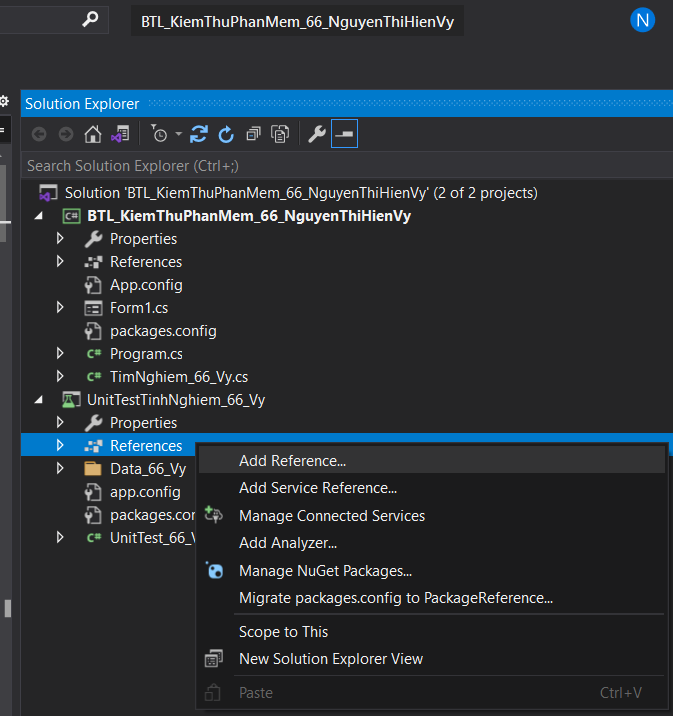 BTL_KiemThuPhanMem_66_NguyenThiHienVy
N
Solution Explorer
Search Solution Explorer (Ctrl+;)
Solution 'BTL_KiemThuPhanMem_66_NguyenThiHienVy' (2 of 2 projects)
C# BTL_KiemThuPhanMem_66_NguyenThiHienVy
Properties
References
App.config
Form1.cs
packages.config
C# Program.cs
C# TimNghiem_66_Vy.cs
UnitTestTinhNghiem_66_Vy
Properties
References
Add Reference...
Data_66_Vy
Add Service Reference...
app.config
Manage Connected Services
packages.con
Add Analyzer...
C# UnitTest_66_V
Manage NuGet Packages...
Migrate packages.config to PackageReference...
Scope to This
New Solution Explorer View
Paste Ctrl+V